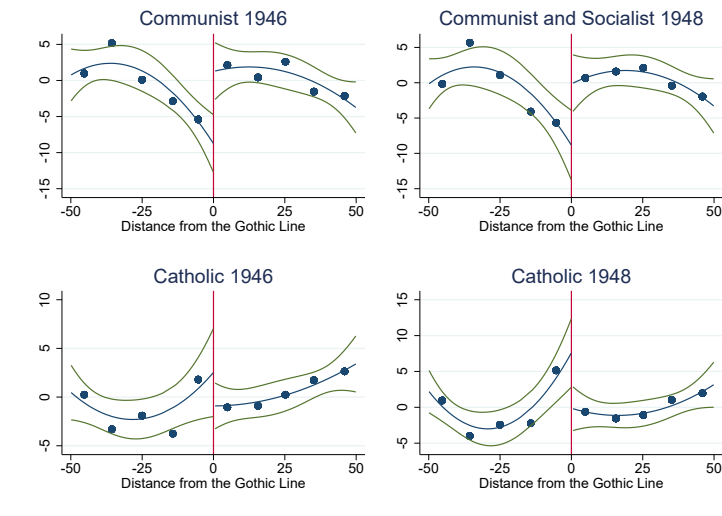 Communist 1946
5
0
-5
-10
-15
-50 -25 0 25 50
Distance from the Gothic Line
Communist and Socialist 1948
5
0
-5
-10
-15
-50 -25 0 25 50
Distance from the Gothic Line
Catholic 1946
10
5
0
-5
-50 -25 0 25 50
Distance from the Gothic Line
Catholic 1948
15
10
5
0
-5
-50 -25 0 25 50
Distance from the Gothic Line